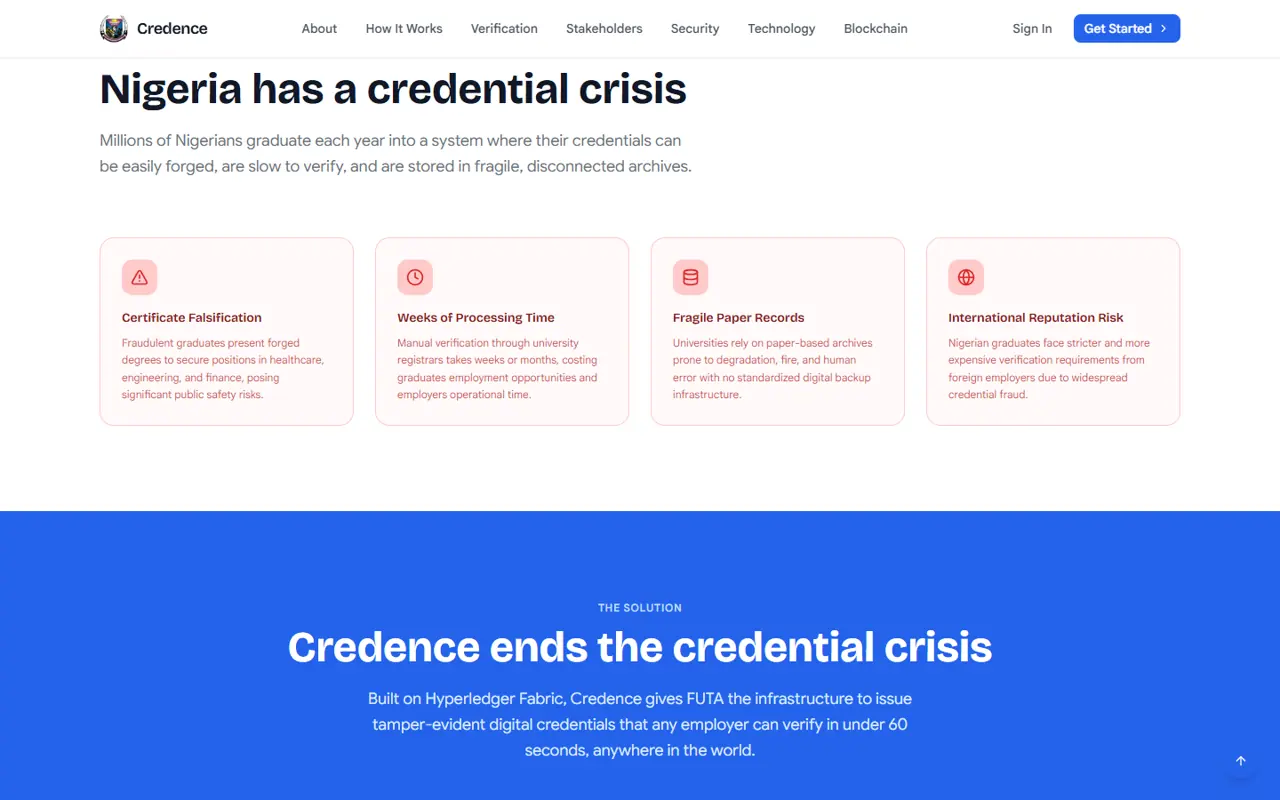 Credence
About
How It Works
Verification
Stakeholders
Security
Technology
Blockchain
Sign In
Get Started
Nigeria has a credential crisis
Millions of Nigerians graduate each year into a system where their credentials can
be easily forged, are slow to verify, and are stored in fragile, disconnected archives.
Certificate Falsification
Fraudulent graduates present forged
degrees to secure positions in healthcare,
engineering, and finance, posing
significant public safety risks.
Weeks of Processing Time
Manual verification through university
registrars takes weeks or months, costing
graduates employment opportunities and
employers operational time.
Fragile Paper Records
Universities rely on paper-based archives
prone to degradation, fire, and human
error with no standardized digital backup
infrastructure.
International Reputation Risk
Nigerian graduates face stricter and more
expensive verification requirements from
foreign employers due to widespread
credential fraud.
THE SOLUTION
Credence ends the credential crisis
Built on Hyperledger Fabric, Credence gives FUTA the infrastructure to issue
tamper-evident digital credentials that any employer can verify in under 60
seconds, anywhere in the world.